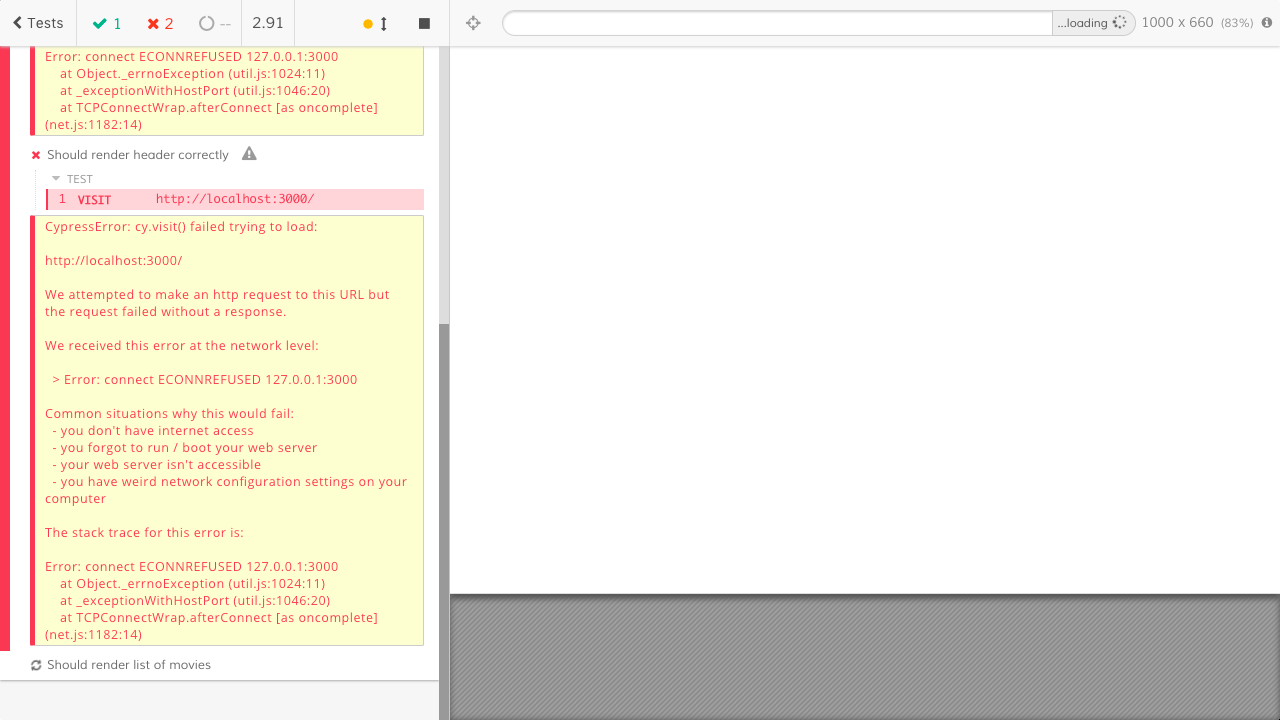 Tests 1 2 -- 2.91 ...loading 1000 x 660 (83%)
Error: connect ECONNREFUSED 127.0.0.1:3000
at Object._errnoException (util.js:1024:11)
at _exceptionWithHostPort (util.js:1046:20)
at TCPConnectWrap.afterConnect [as oncomplete]
(net.js:1182:14)
Should render header correctly
TEST
1 VISIT http://localhost:3000/
CypressError: cy.visit() failed trying to load:
http://localhost:3000/
We attempted to make an http request to this URL but
the request failed without a response.
We received this error at the network level:
> Error: connect ECONNREFUSED 127.0.0.1:3000
Common situations why this would fail:
- you don't have internet access
- you forgot to run / boot your web server
- your web server isn't accessible
- you have weird network configuration settings on your
computer
The stack trace for this error is:
Error: connect ECONNREFUSED 127.0.0.1:3000
at Object._errnoException (util.js:1024:11)
at _exceptionWithHostPort (util.js:1046:20)
at TCPConnectWrap.afterConnect [as oncomplete]
(net.js:1182:14)
Should render list of movies